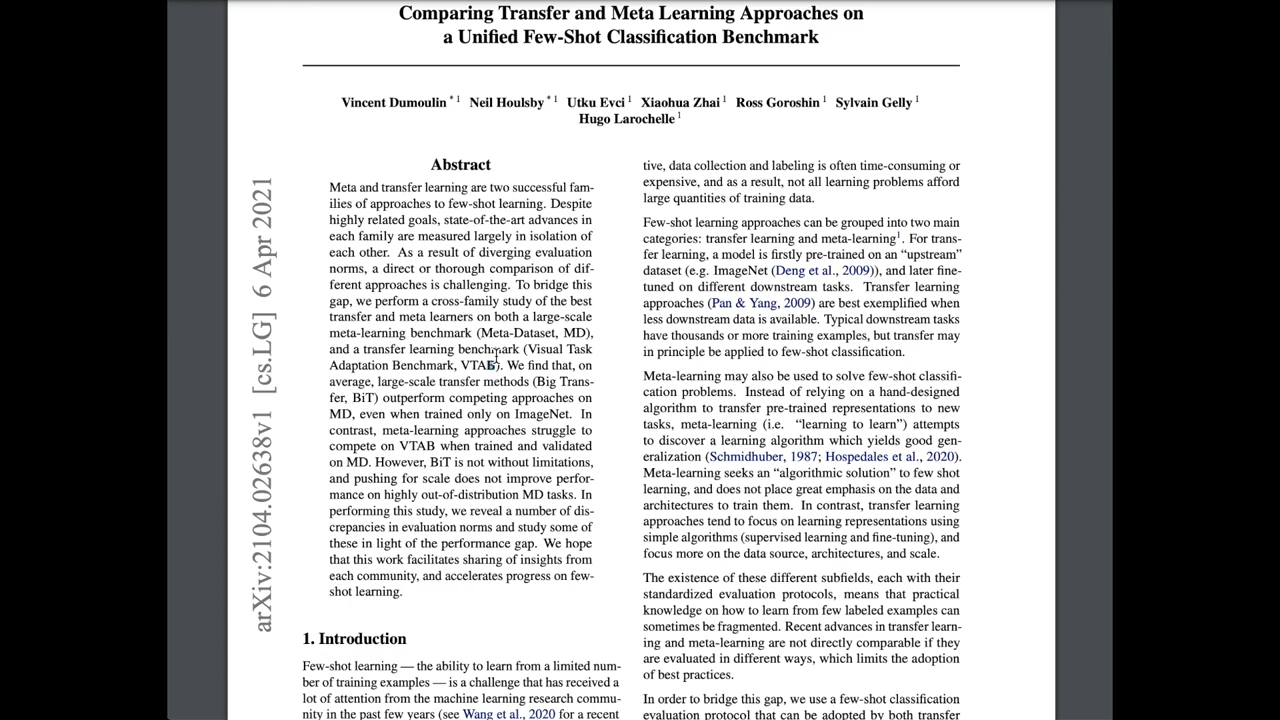 Comparing Transfer and Meta Learning Approaches on
a Unified Few-Shot Classification Benchmark
Vincent Dumoulin * 1 Neil Houlsby * 1 Utku Evci 1 Xiaohua Zhai 1 Ross Goroshin 1 Sylvain Gelly 1
Hugo Larochelle 1
arXiv:2104.02638v1 [cs.LG] 6 Apr 2021
Abstract
Meta and transfer learning are two successful fam-
ilies of approaches to few-shot learning. Despite
highly related goals, state-of-the-art advances in
each family are measured largely in isolation of
each other. As a result of diverging evaluation
norms, a direct or thorough comparison of dif-
ferent approaches is challenging. To bridge this
gap, we perform a cross-family study of the best
transfer and meta learners on both a large-scale
meta-learning benchmark (Meta-Dataset, MD),
and a transfer learning benchmark (Visual Task
Adaptation Benchmark, VTAB). We find that, on
average, large-scale transfer methods (Big Trans-
fer, BiT) outperform competing approaches on
MD, even when trained only on ImageNet. In
contrast, meta-learning approaches struggle to
compete on VTAB when trained and validated
on MD. However, BiT is not without limitations,
and pushing for scale does not improve perfor-
mance on highly out-of-distribution MD tasks. In
performing this study, we reveal a number of dis-
crepancies in evaluation norms and study some of
these in light of the performance gap. We hope
that this work facilitates sharing of insights from
each community, and accelerates progress on few-
shot learning.
1. Introduction
Few-shot learning — the ability to learn from a limited num-
ber of training examples — is a challenge that has received a
lot of attention from the machine learning research commu-
nity in the past few years (see Wang et al., 2020 for a recent
tive, data collection and labeling is often time-consuming or
expensive, and as a result, not all learning problems afford
large quantities of training data.
Few-shot learning approaches can be grouped into two main
categories: transfer learning and meta-learning1. For trans-
fer learning, a model is firstly pre-trained on an “upstream”
dataset (e.g. ImageNet (Deng et al., 2009)), and later fine-
tuned on different downstream tasks. Transfer learning
approaches (Pan & Yang, 2009) are best exemplified when
less downstream data is available. Typical downstream tasks
have thousands or more training examples, but transfer may
in principle be applied to few-shot classification.
Meta-learning may also be used to solve few-shot classifi-
cation problems. Instead of relying on a hand-designed
algorithm to transfer pre-trained representations to new
tasks, meta-learning (i.e. “learning to learn”) attempts
to discover a learning algorithm which yields good gen-
eralization (Schmidhuber, 1987; Hospedales et al., 2020).
Meta-learning seeks an “algorithmic solution” to few shot
learning, and does not place great emphasis on the data and
architectures to train them. In contrast, transfer learning
approaches tend to focus on learning representations using
simple algorithms (supervised learning and fine-tuning), and
focus more on the data source, architectures, and scale.
The existence of these different subfields, each with their
standardized evaluation protocols, means that practical
knowledge on how to learn from few labeled examples can
sometimes be fragmented. Recent advances in transfer learn-
ing and meta-learning are not directly comparable if they
are evaluated in different ways, which limits the adoption
of best practices.
In order to bridge this gap, we use a few-shot classification
evaluation protocol that can be adopted by both transfer